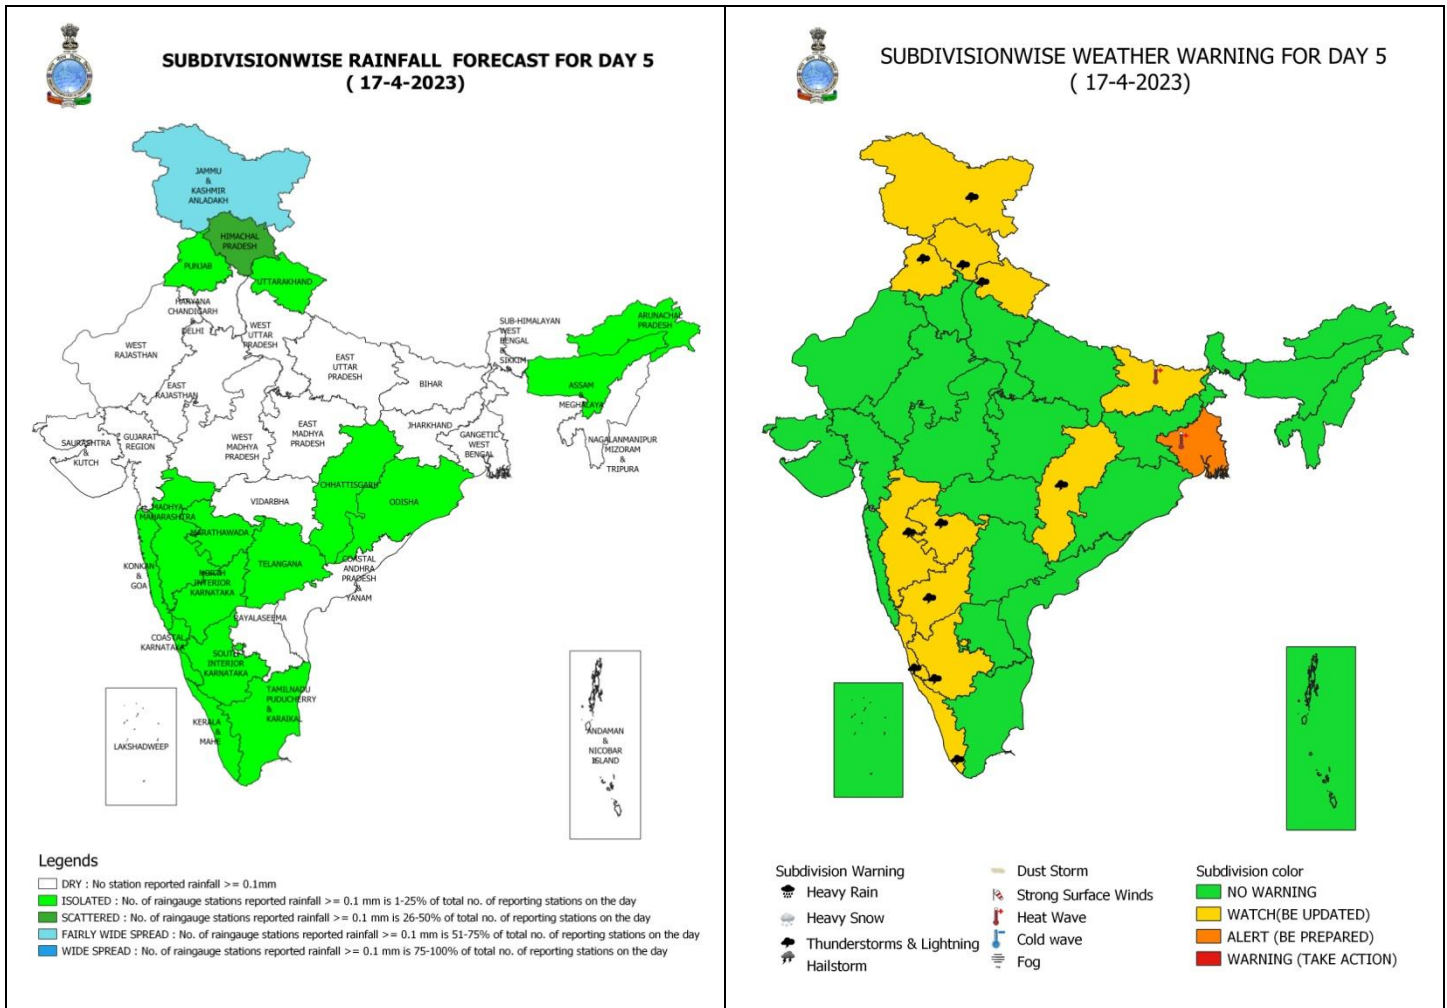 SUBDIVISIONWISE RAINFALL FORECAST FOR DAY 5
( 17-4-2023)
JAMMU
&
KASHMIR
ANLADAKH
HIMACHAL
PRADESH
PUNJAB
UTTARAKHAND
HARYANA
CHANDIGARH
&
DELHI
WEST
UTTAR
PRADESH
WEST
RAJASTHAN
EAST
RAJASTHAN
EAST
UTTAR
PRADESH
BIHAR
SUB-HIMALAYAN
WEST
BENGAL
&
SIKKIM
ARUNACHAL
PRADESH
ASSAM
&
MEGHALAYA
NAGALANMANIPUR
MIZORAM
&
TRIPURA
SAURASHTRA
&
KUTCH
GUJARAT
REGION
WEST
MADHYA
PRADESH
EAST
MADHYA
PRADESH
JHARKHAND
GANGETIC
WEST
BENGAL
CHHATTISGARH
ODISHA
VIDARBHA
MADHYA
MAHARASHTRA
MARATHAWADA
TELANGANA
KONKAN
&
GOA
NORTH
INTERIOR
KARNATAKA
COASTAL
ANDHRA
PRADESH
&
YANAM
RAYALASEEMA
COASTAL
KARNATAKA
SOUTH
INTERIOR
KARNATAKA
TAMILNADU
PUDUCHERRY
&
KARAIKAL
KERALA
&
MAHE
LAKSHADWEEP
ANDAMAN
&
NICOBAR
ISLAND
Legends
DRY : No station reported rainfall >= 0.1mm
ISOLATED : No. of raingauge stations reported rainfall >= 0.1 mm is 1-25% of total no. of reporting stations on the day
SCATTERED : No. of raingauge stations reported rainfall >= 0.1 mm is 26-50% of total no. of reporting stations on the day
FAIRLY WIDE SPREAD : No. of raingauge stations reported rainfall >= 0.1 mm is 51-75% of total no. of reporting stations on the day
WIDE SPREAD : No. of raingauge stations reported rainfall >= 0.1 mm is 75-100% of total no. of reporting stations on the day
SUBDIVISIONWISE WEATHER WARNING FOR DAY 5
( 17-4-2023)
Subdivision Warning
Heavy Rain
Heavy Snow
Thunderstorms & Lightning
Hailstorm
Dust Storm
Strong Surface Winds
Heat Wave
Cold wave
Fog
Subdivision color
NO WARNING
WATCH(BE UPDATED)
ALERT (BE PREPARED)
WARNING (TAKE ACTION)